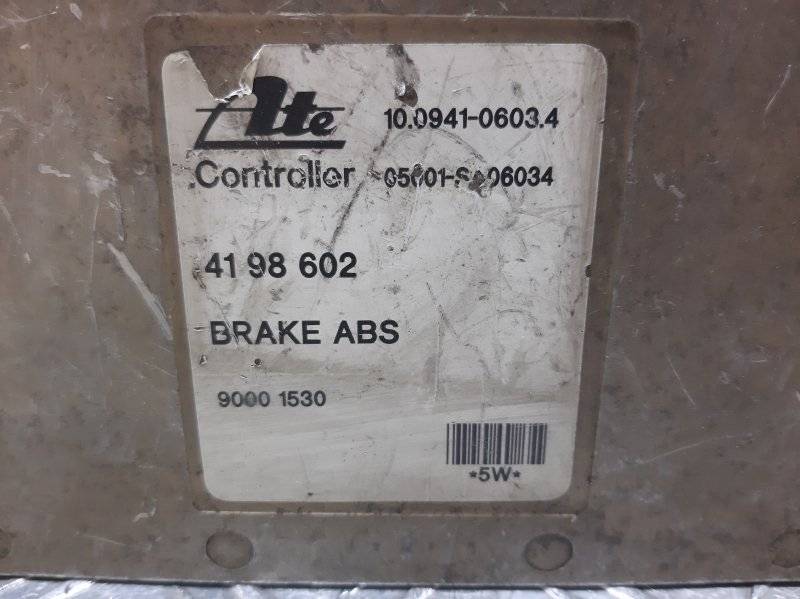 Ate 10.0941-0603.4
Controller
41 98 602
BRAKE ABS
9000 1530
*5W*